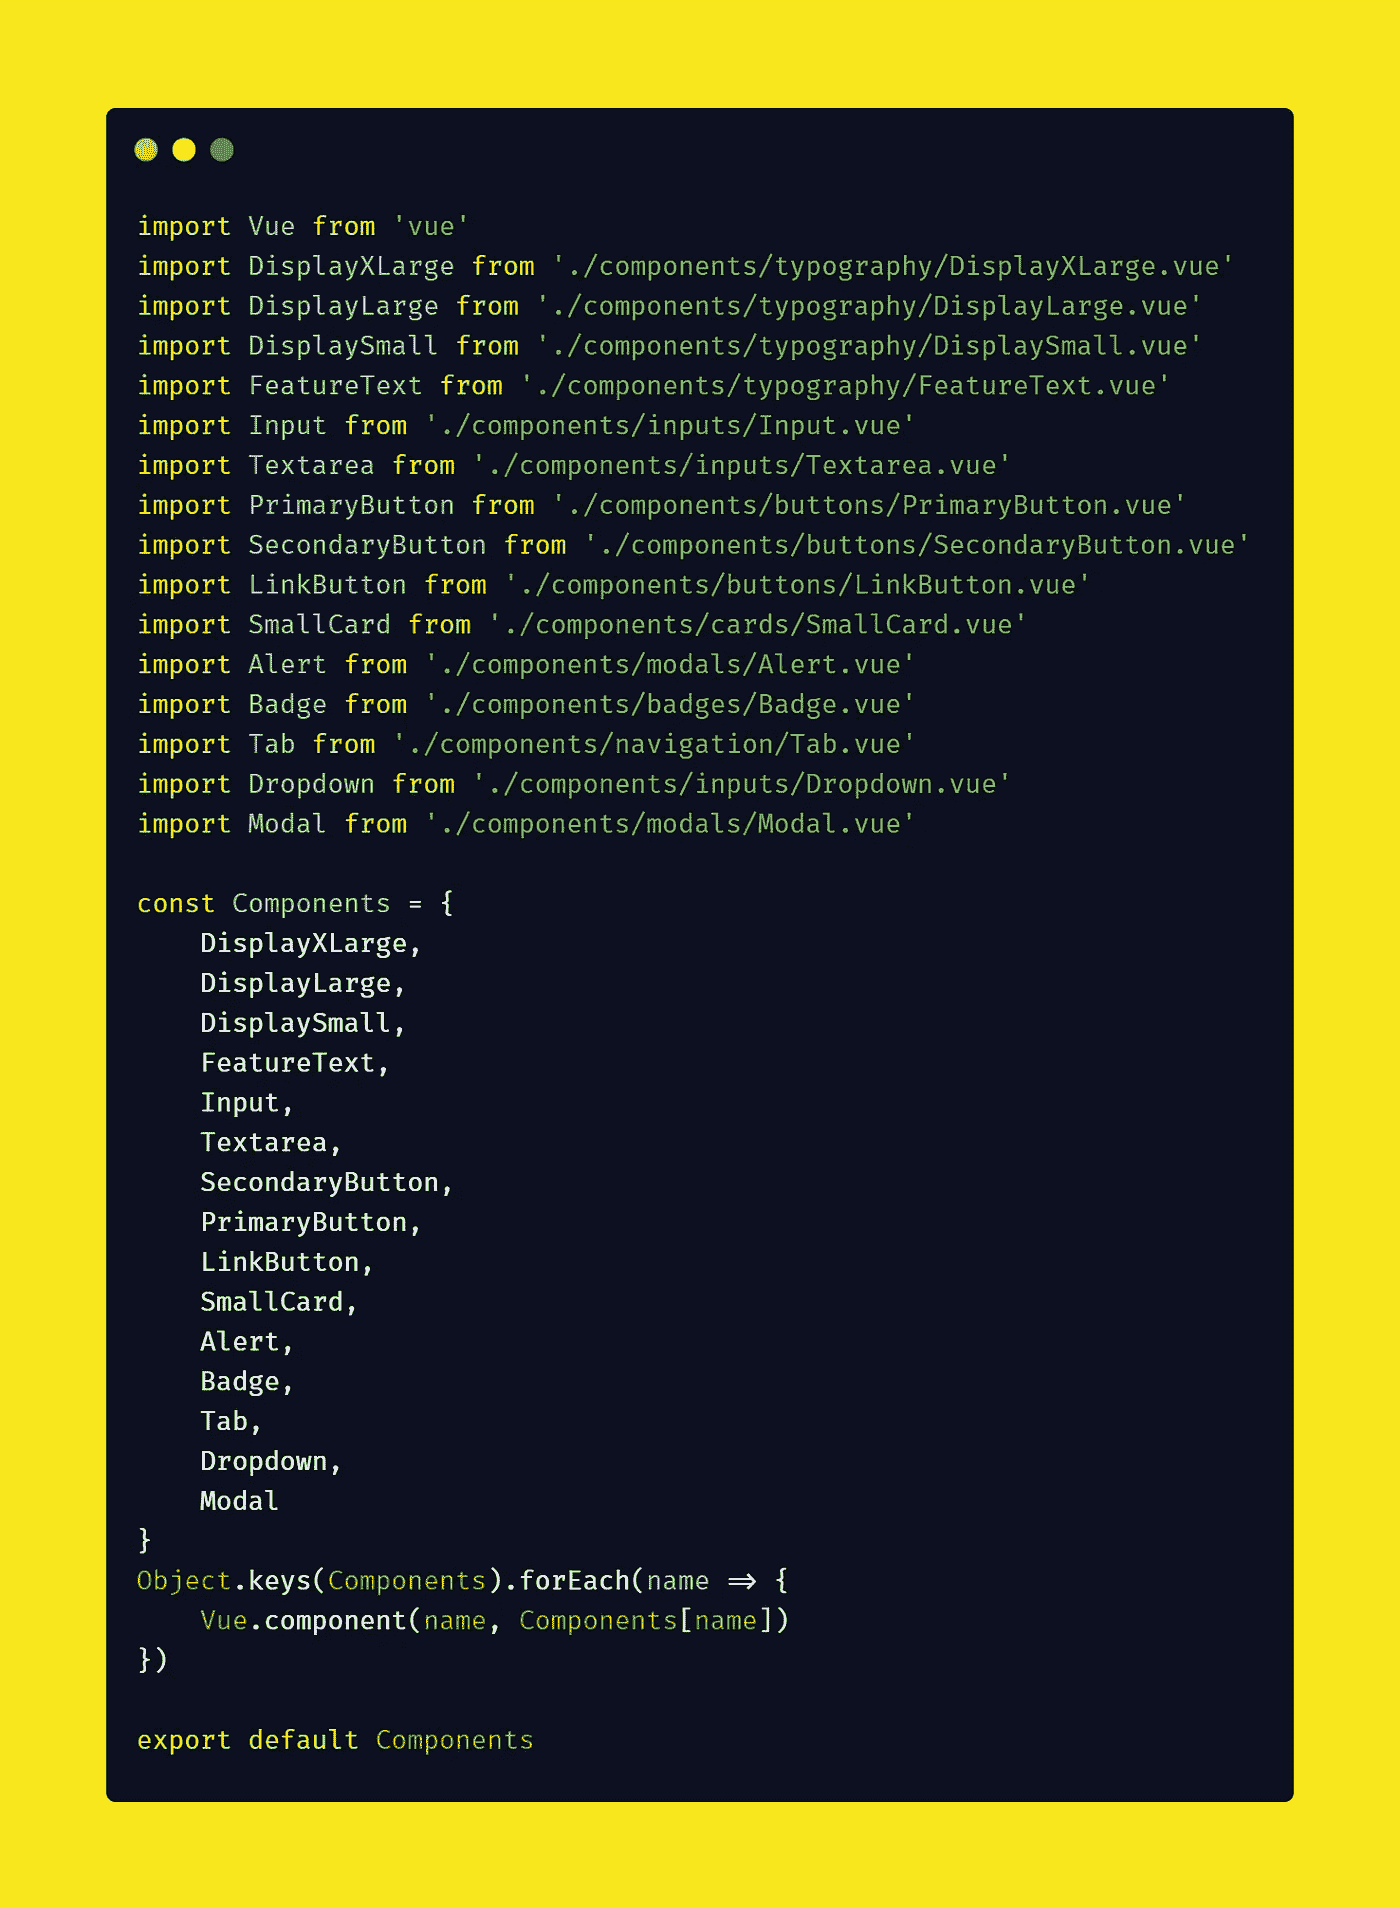 import Vue from 'vue'
import DisplayXLarge from './components/typography/DisplayXLarge.vue'
import DisplayLarge from './components/typography/DisplayLarge.vue'
import DisplaySmall from './components/typography/DisplaySmall.vue'
import FeatureText from './components/typography/FeatureText.vue'
import Input from './components/inputs/Input.vue'
import Textarea from './components/inputs/Textarea.vue'
import PrimaryButton from './components/buttons/PrimaryButton.vue'
import SecondaryButton from './components/buttons/SecondaryButton.vue'
import LinkButton from './components/buttons/LinkButton.vue'
import SmallCard from './components/cards/SmallCard.vue'
import Alert from './components/modals/Alert.vue'
import Badge from './components/badges/Badge.vue'
import Tab from './components/navigation/Tab.vue'
import Dropdown from './components/inputs/Dropdown.vue'
import Modal from './components/modals/Modal.vue'

const Components = {
    DisplayXLarge,
    DisplayLarge,
    DisplaySmall,
    FeatureText,
    Input,
    Textarea,
    SecondaryButton,
    PrimaryButton,
    LinkButton,
    SmallCard,
    Alert,
    Badge,
    Tab,
    Dropdown,
    Modal
}
Object.keys(Components).forEach(name => {
    Vue.component(name, Components[name])
})

export default Components